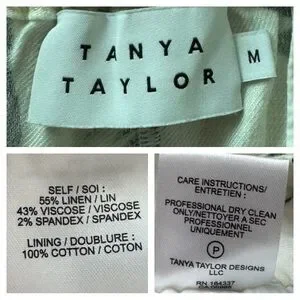 TANYA
TAYLOR
M
SELF / SOI :
55% LINEN / LIN
43% VISCOSE / VISCOSE
2% SPANDEX / SPANDEX
LINING / DOUBLURE :
100% COTTON / COTON
CARE INSTRUCTIONS/
ENTRETIEN :
PROFESSIONAL DRY CLEAN
ONLY/NETTOYER A SEC
PROFESSIONNEL
UNIQUEMENT
P
TANYA TAYLOR DESIGNS
LLC
RN 164337